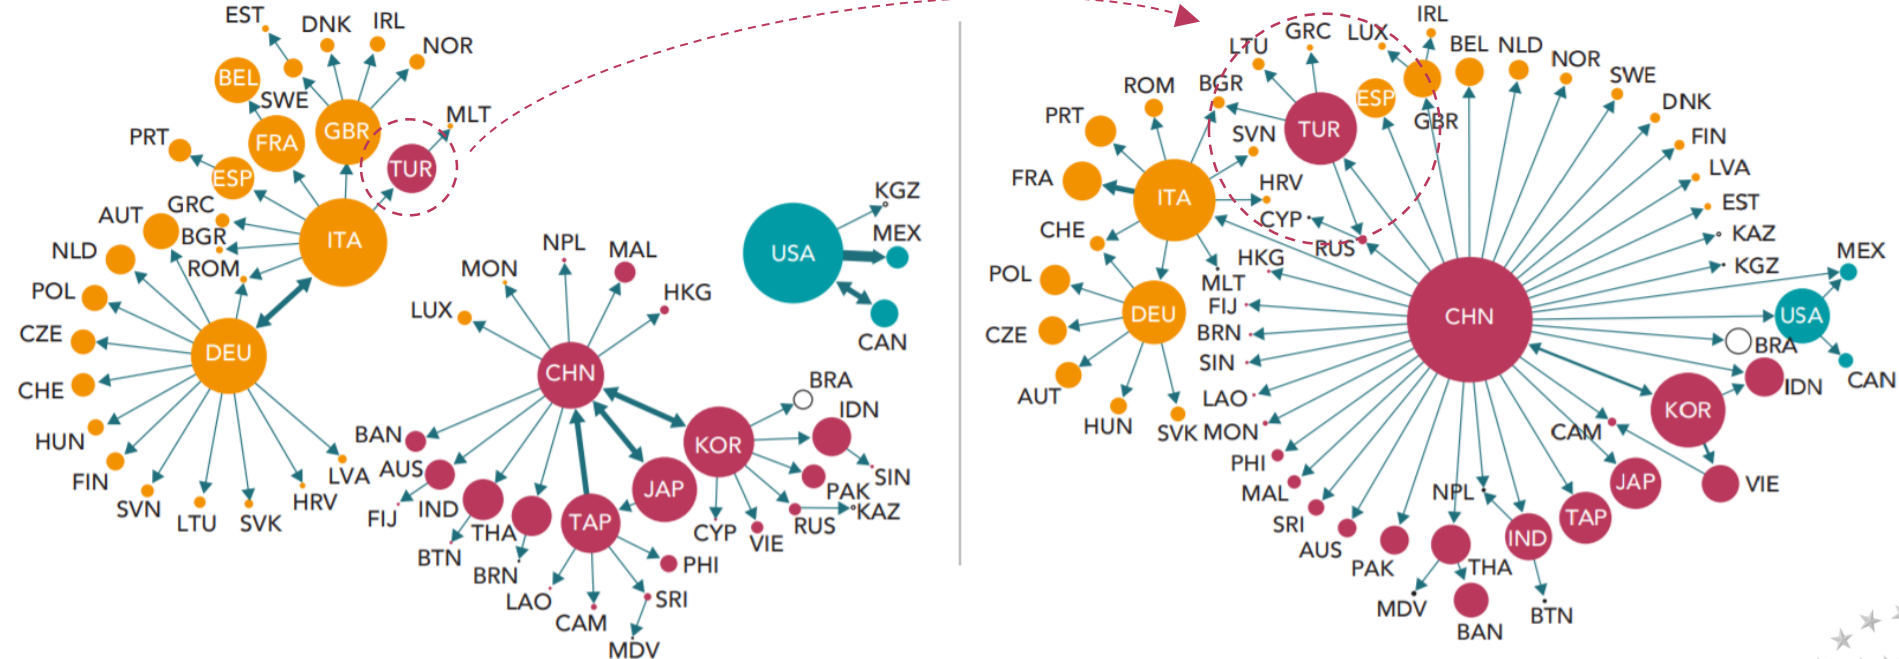 EST
DNK
IRL
NOR
BEL
SWE
GBR
MLT
PRT
FRA
TUR
ESP
AUT
GRC
BGR
ITA
NLD
ROM
POL
CZE
DEU
CHE
HUN
FIN
SVN
LTU
SVK
HRV
LVA
NPL
MAL
MON
HKG
LUX
CHN
BAN
AUS
IND
FIJ
THA
BTN
BRN
TAP
JAP
KOR
LAO
CAM
PHI
SRI
MDV
CYP
VIE
RUS
KAZ
PAK
SIN
IDN
BRA
USA
KGZ
MEX
CAN
LTU
GRC
LUX
IRL
BEL
NLD
NOR
SWE
DNK
FIN
LVA
EST
KAZ
KGZ
MEX
ROM
BGR
ESP
GBR
PRT
SVN
TUR
FRA
ITA
HRV
CYP
CHE
RUS
HKG
POL
MLT
FIJ
DEU
BRN
CZE
SIN
AUT
LAO
HUN
SVK
MON
CHN
USA
BRA
CAN
IDN
KOR
CAM
PHI
MAL
SRI
AUS
PAK
NPL
THA
IND
TAP
JAP
VIE
MDV
BAN
BTN